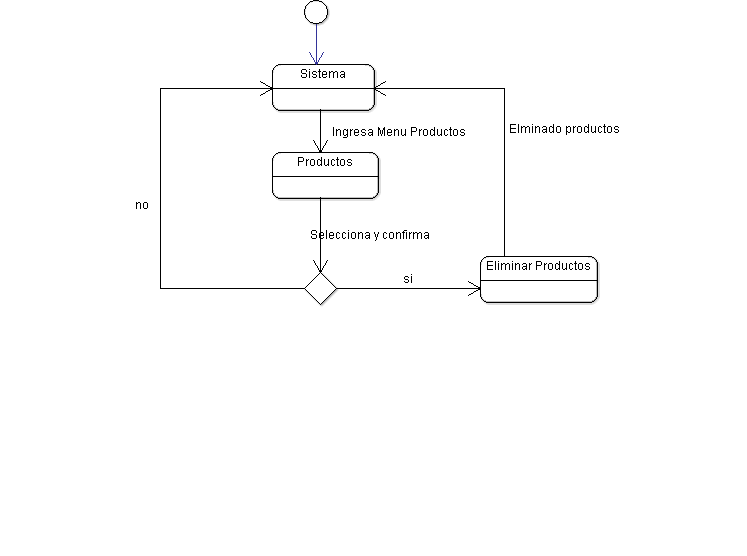 Sistema
Ingresa Menu Productos
Elminado productos
Productos
no
Selecciona y confirma
Eliminar Productos
si